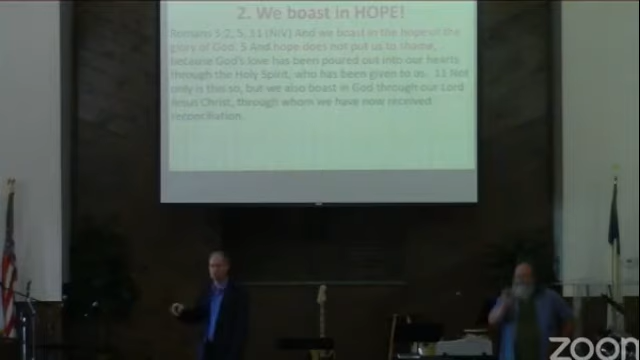 2. We boast in HOPE!
Romans 5:2, 5, 11 (NIV) And we boast in the hope of the
glory of God. 5 And hope does not put us to shame,
because God's love has been poured out into our hearts
through the Holy Spirit, who has been given to us. 11 Not
only is this so, but we also boast in God through our Lord
Jesus Christ, through whom we have now received
reconciliation.
zoom